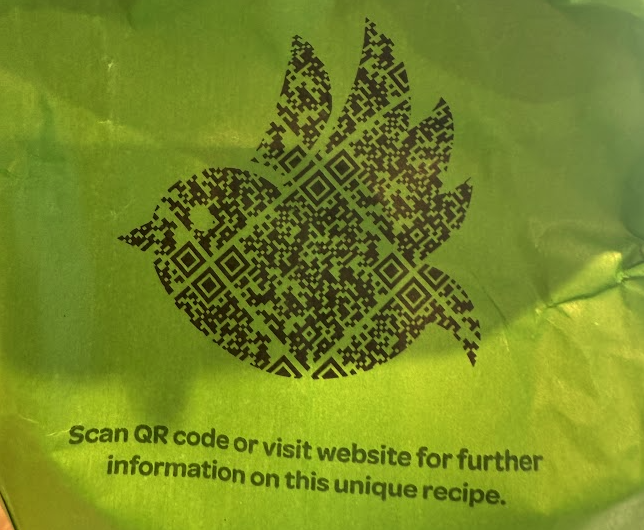 Scan QR code or visit website for further
information on this unique recipe.